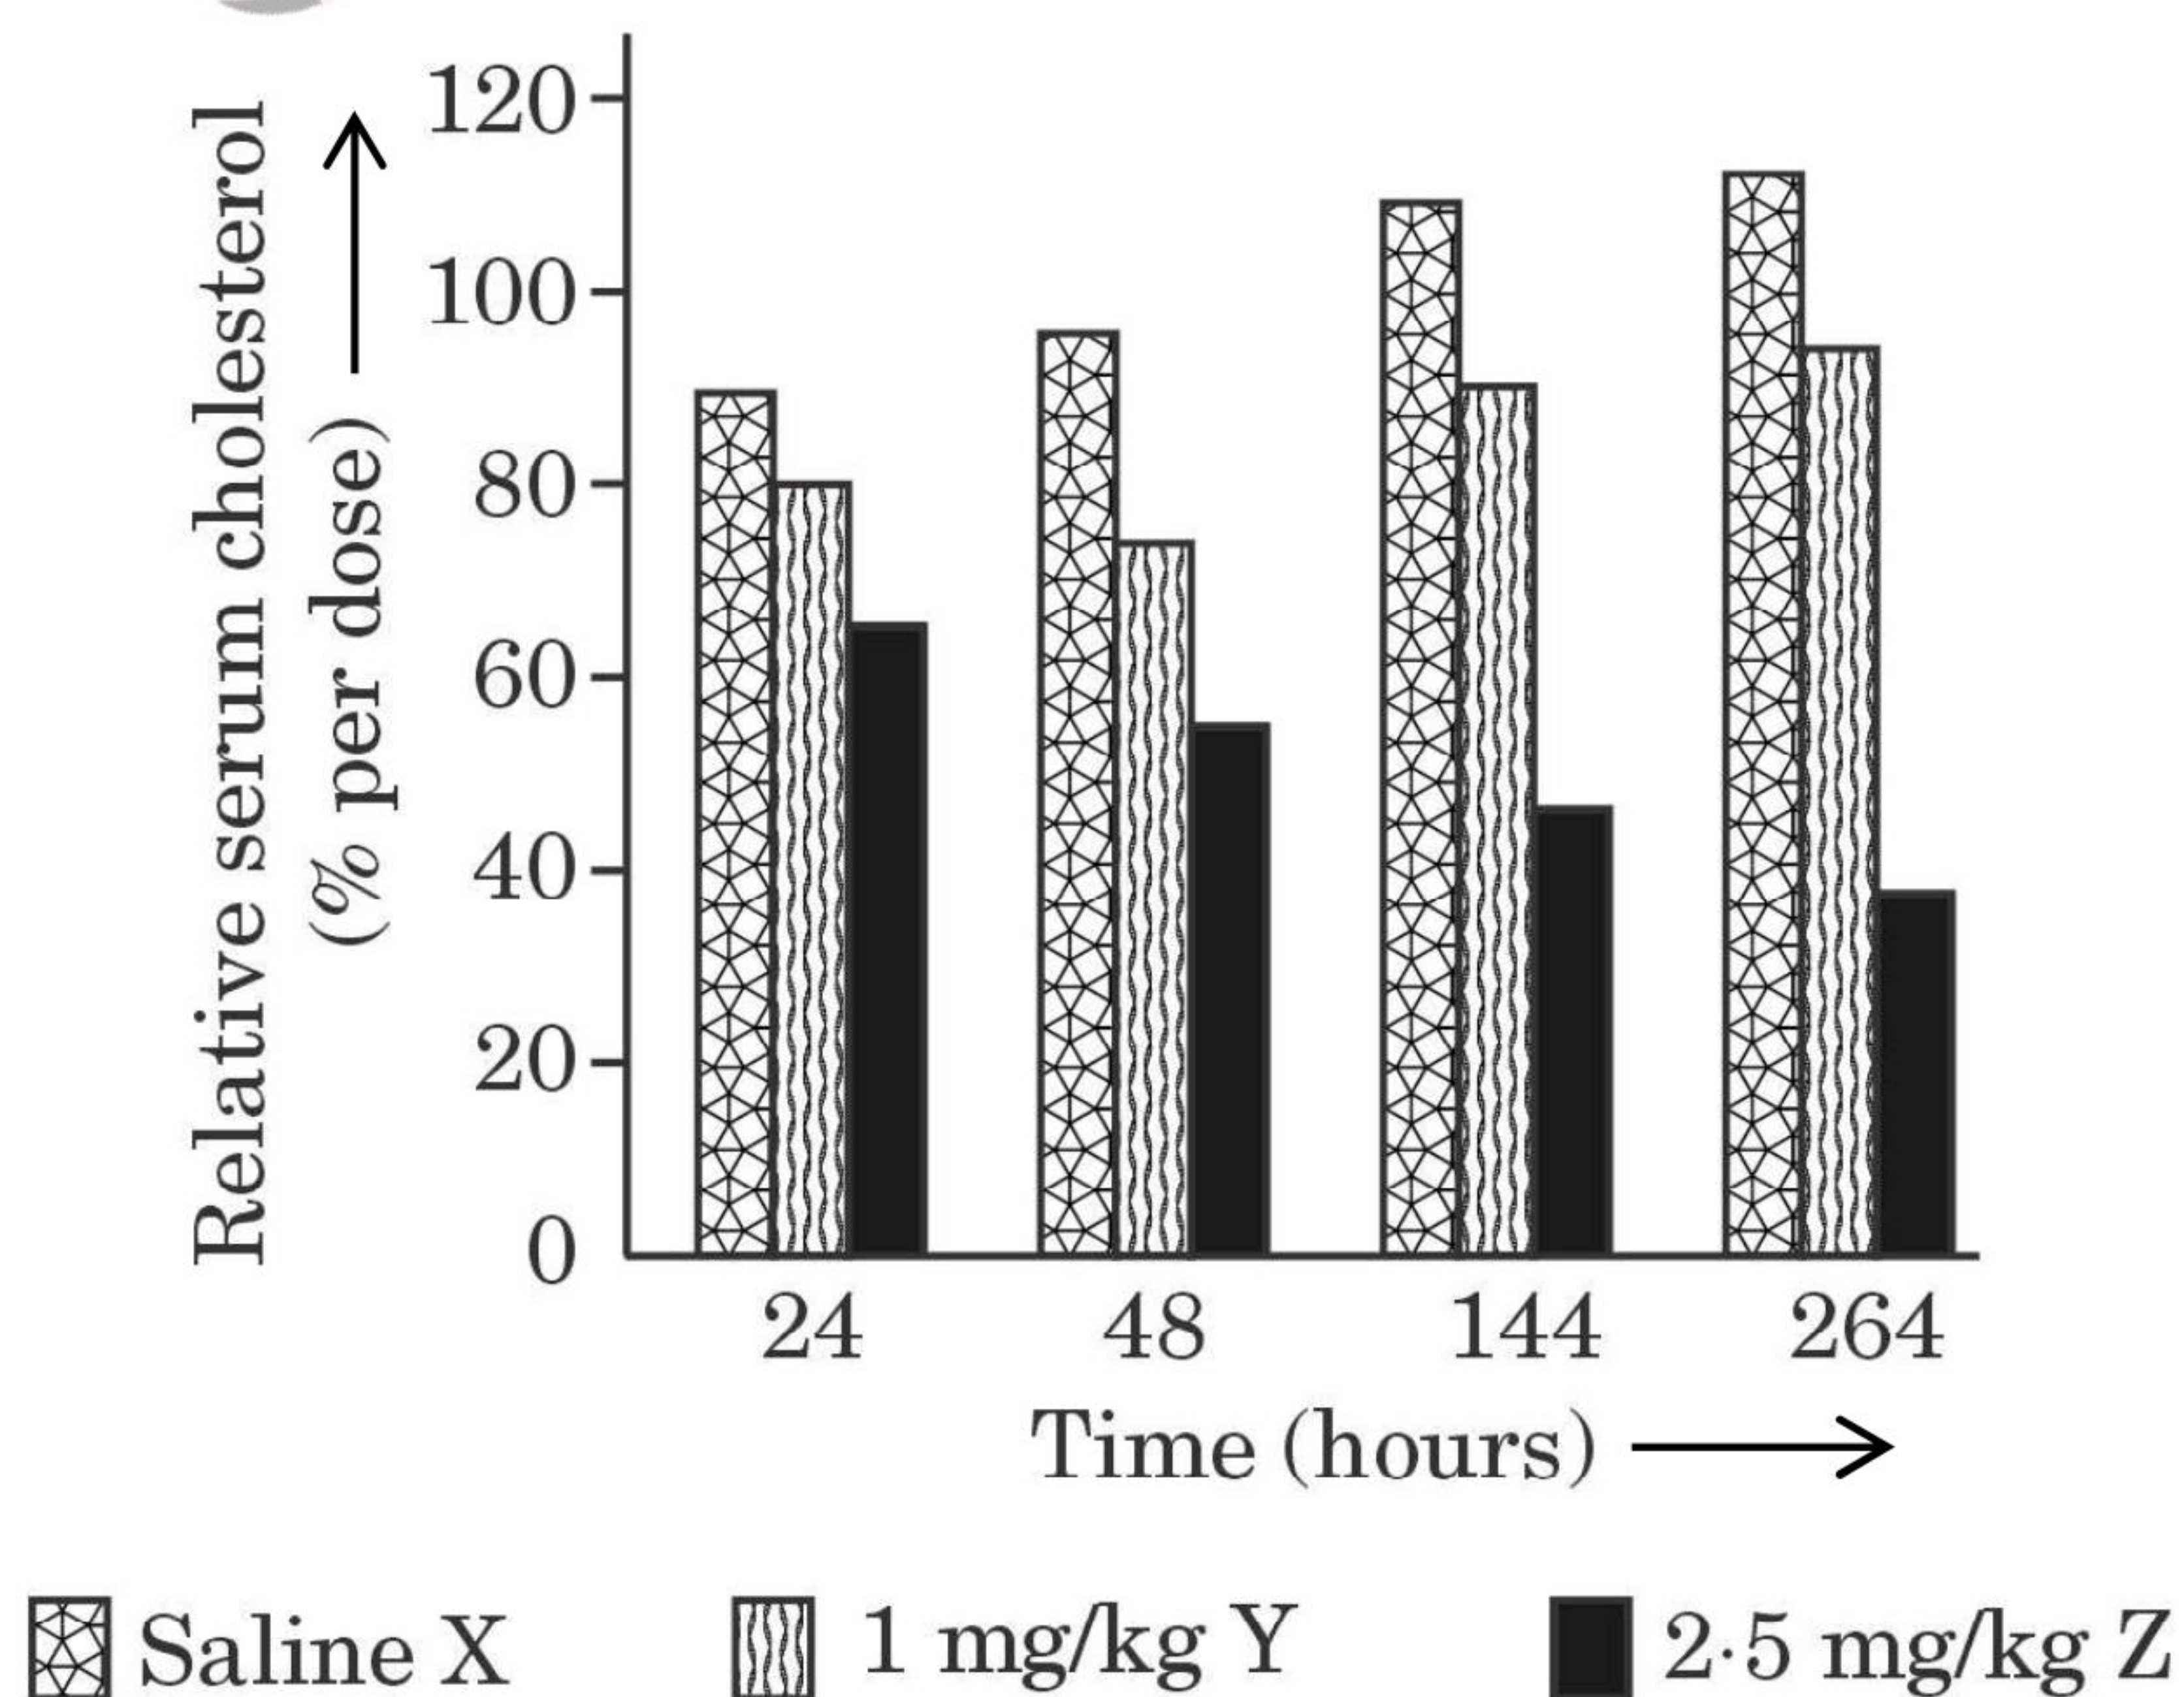 Relative serum cholesterol
(% per dose)
120
100
80
60
40
20
0
24 48 144 264
Time (hours)
Saline X 1 mg/kg Y 2·5 mg/kg Z